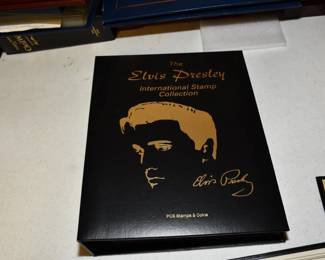 The
Elvis Presley
International Stamp
Collection
Elvis Presley
PCS Stamps & Coins